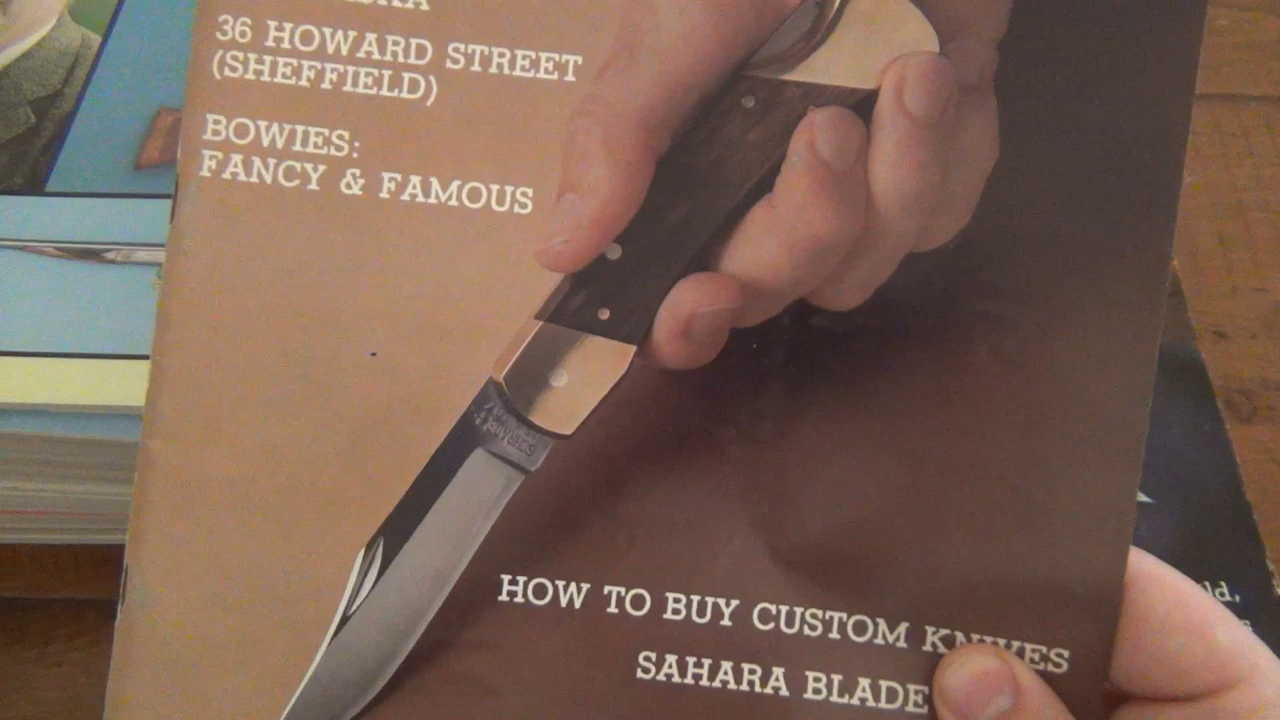 36 HOWARD STREET
(SHEFFIELD)
BOWIES:
FANCY & FAMOUS
HOW TO BUY CUSTOM KNIVES
SAHARA BLADE